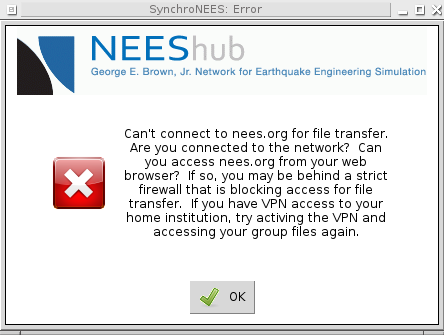 SynchroNEES: Error
NEEShub
George E. Brown, Jr. Network for Earthquake Engineering Simulation
Can't connect to nees.org for file transfer.
Are you connected to the network?  Can
you access nees.org from your web
browser?  If so, you may be behind a strict
firewall that is blocking access for file
transfer.  If you have VPN access to your
home institution, try activing the VPN and
accessing your group files again.
OK